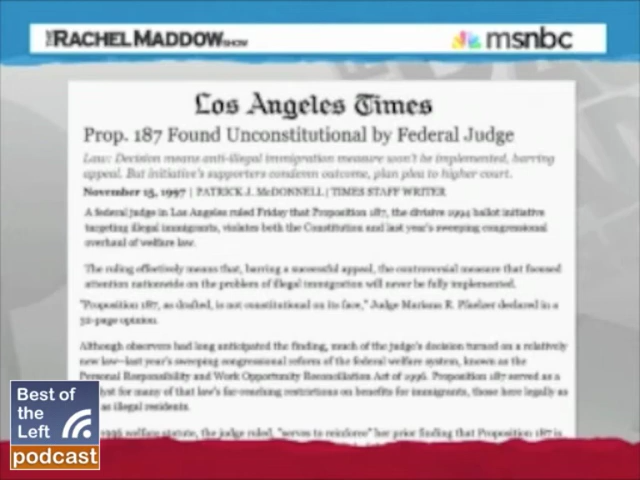 THE RACHEL MADDOW SHOW
msnbc
Los Angeles Times
Prop. 187 Found Unconstitutional by Federal Judge
Law: Decision means anti-illegal immigration measure won't be implemented, barring
appeal. But initiative's supporters condemn outcome, plan plea to higher court.
November 15, 1997 | PATRICK J. McDONNELL | TIMES STAFF WRITER
A federal judge in Los Angeles ruled Friday that Proposition 187, the divisive 1994 ballot initiative
targeting illegal immigrants, violates both the Constitution and last year's sweeping congressional
overhaul of welfare law.
The ruling effectively means that, barring a successful appeal, the controversial measure that focused
attention nationwide on the problem of illegal immigration will never be fully implemented.
"Proposition 187, as drafted, is not constitutional on its face," Judge Mariana R. Pfaelzer declared in a
32-page opinion.
Although observers had long anticipated the finding, much of the judge's decision turned on a relatively
new law—last year's sweeping congressional reform of the federal welfare system, known as the
Personal Responsibility and Work Opportunity Reconciliation Act of 1996. Proposition 187 served as a
lyst for many of that law's far-reaching restrictions on benefits for immigrants, those here legally as
as illegal residents.
1996 welfare statute, the judge ruled, "serves to reinforce" her prior finding that Proposition 187 is
Best of
the
Left
podcast